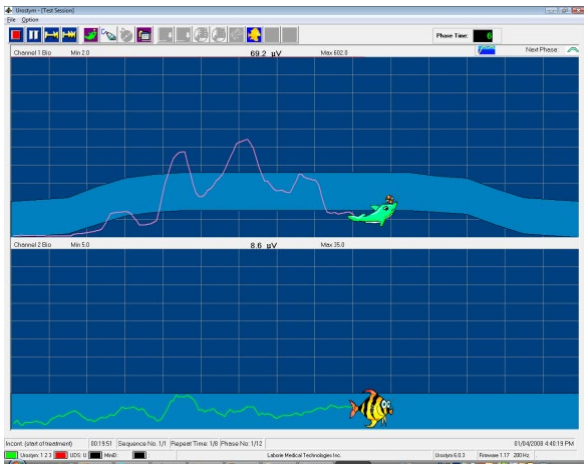 Urostym - [Test Session]
File Option
Phase Time: 6
Channel 1 Bio Min 2.0 69.2 µV Max 602.0 Next Phase
Channel 2 Bio Min 5.0 8.6 µV Max 35.0
Incont. (start of treatment) 00:19:51 Sequence No: 1/1 Repeat Time: 1/8 Phase No: 1/12 01/04/2008 4:40:19 PM
Urostym: 1 2 3 UDS: U MinD: Laborie Medical Technologies Inc. Urostym 6.0.3 Firmware 1.17 200 Hz